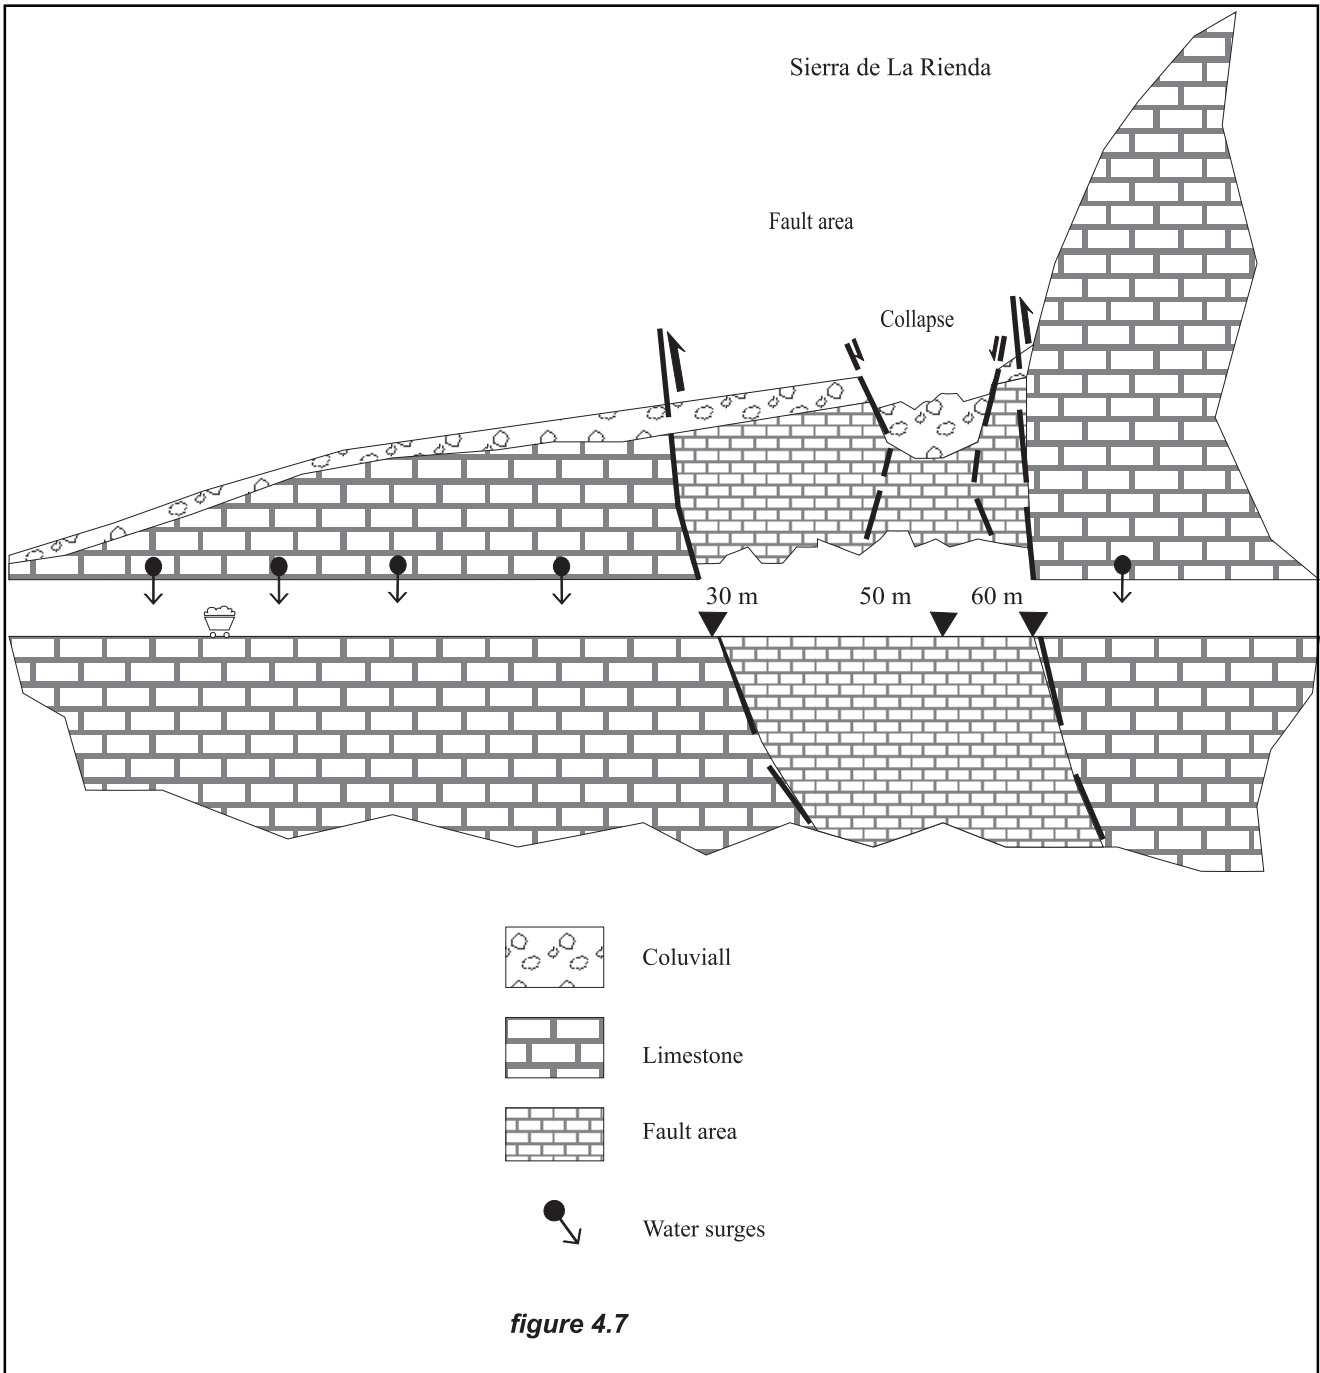 Sierra de La Rienda
Fault area
Collapse
30 m
50 m
60 m
Coluviall
Limestone
Fault area
Water surges
figure 4.7